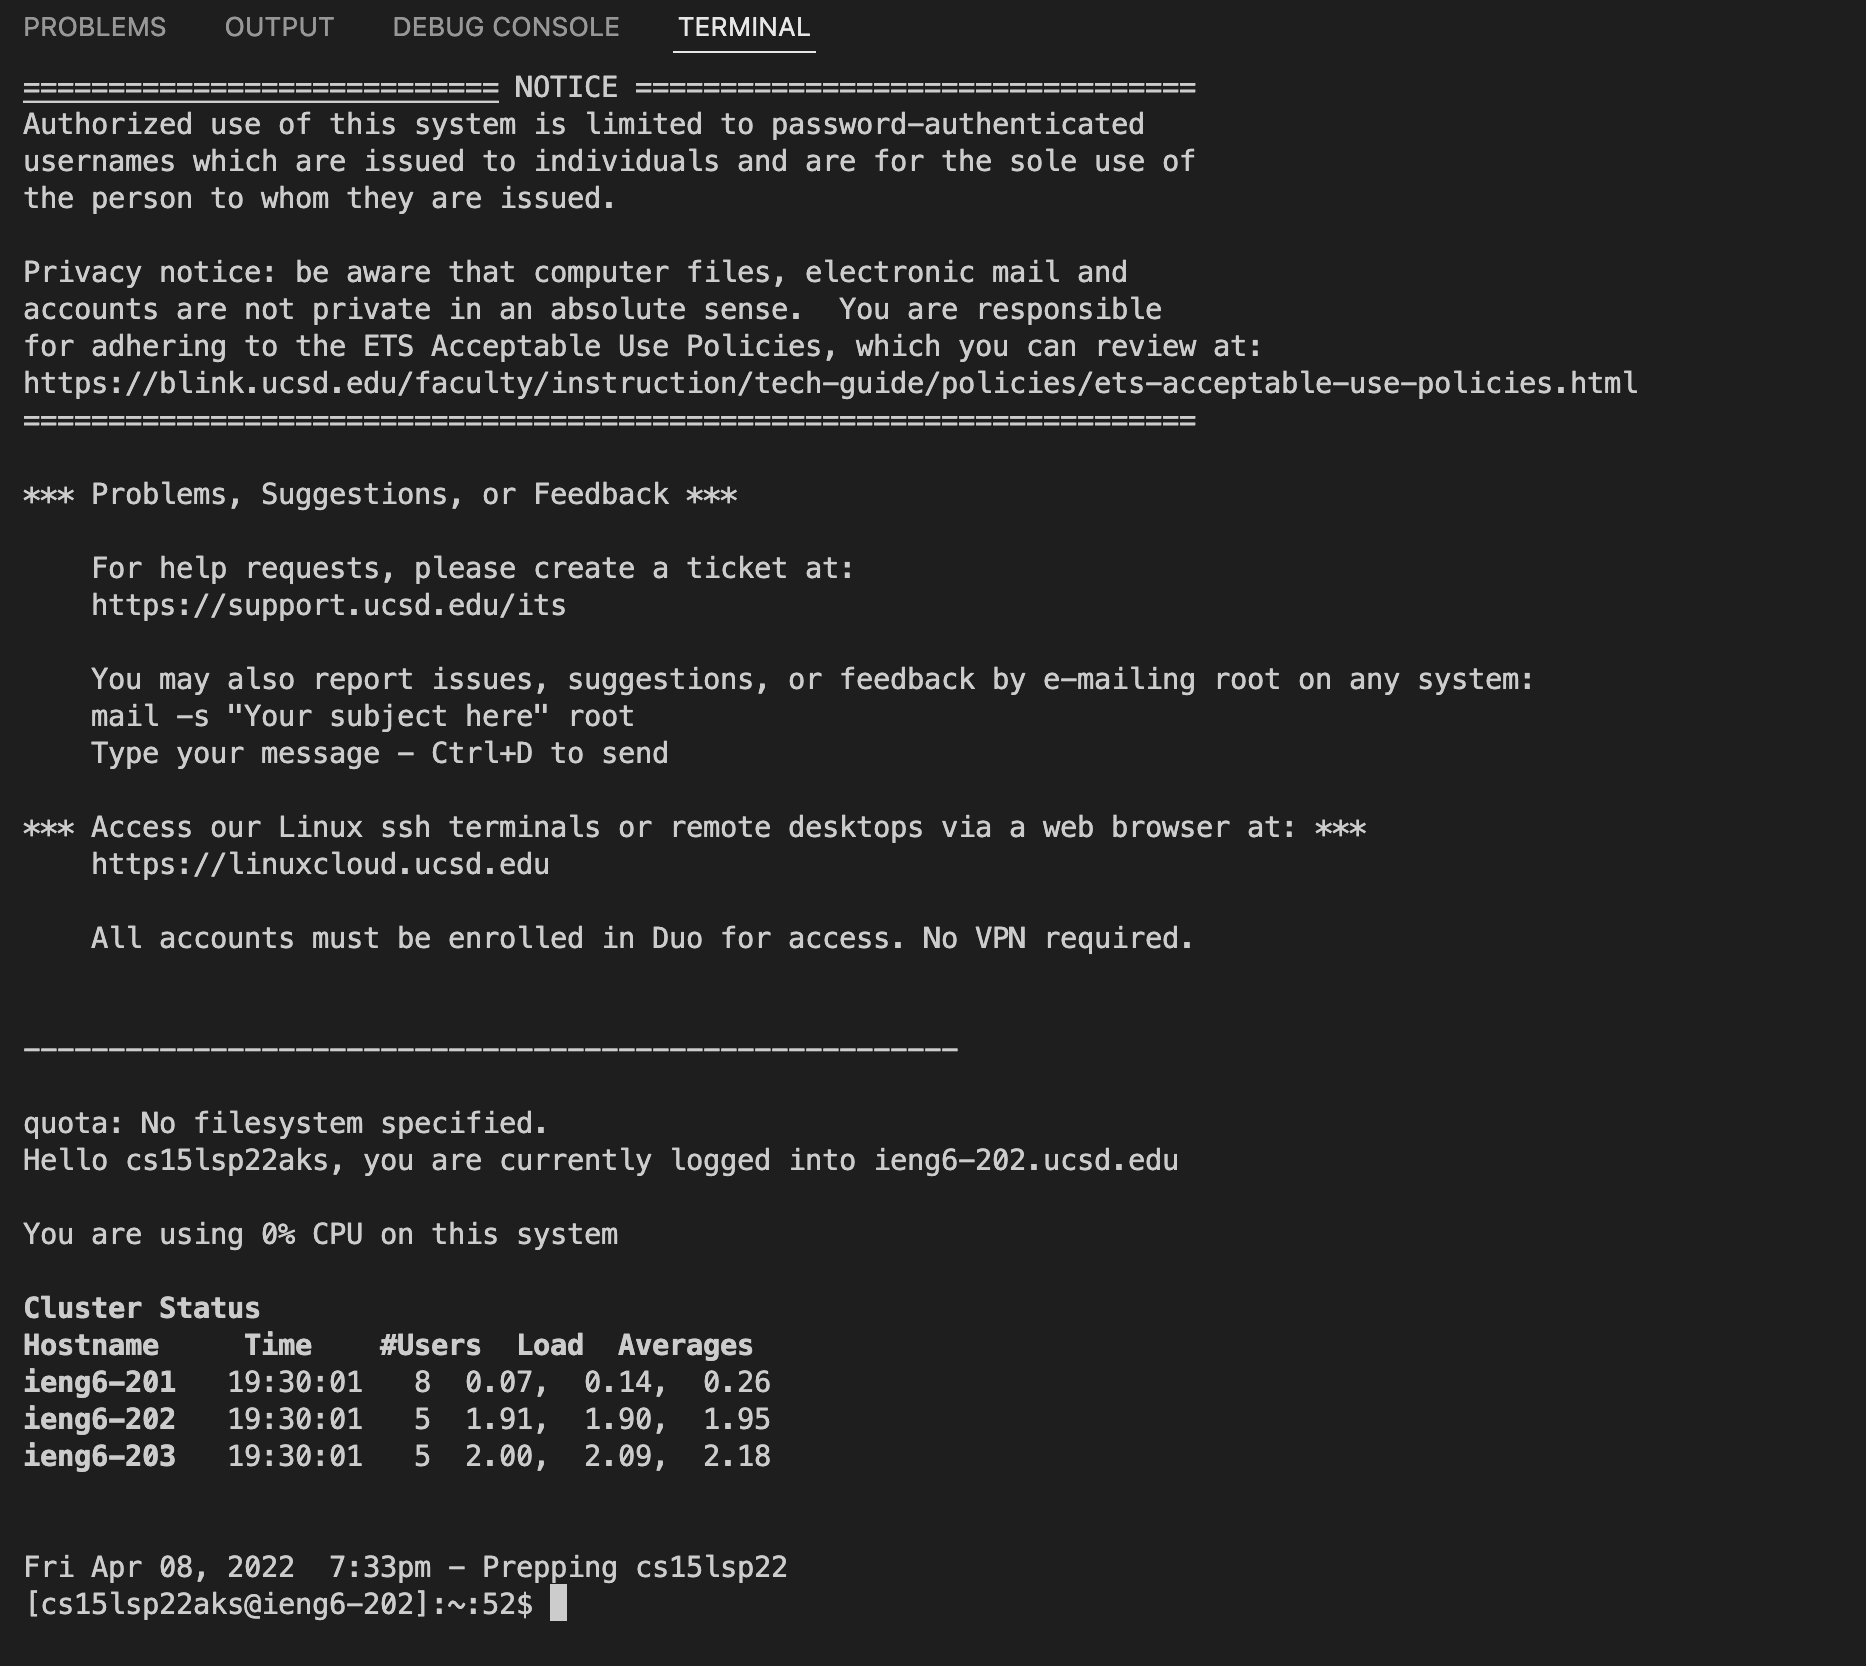 PROBLEMS OUTPUT DEBUG CONSOLE TERMINAL
============================ NOTICE =================================
Authorized use of this system is limited to password-authenticated
usernames which are issued to individuals and are for the sole use of
the person to whom they are issued.
Privacy notice: be aware that computer files, electronic mail and
accounts are not private in an absolute sense.  You are responsible
for adhering to the ETS Acceptable Use Policies, which you can review at:
https://blink.ucsd.edu/faculty/instruction/tech-guide/policies/ets-acceptable-use-policies.html
=====================================================================
*** Problems, Suggestions, or Feedback ***
    For help requests, please create a ticket at:
    https://support.ucsd.edu/its
    You may also report issues, suggestions, or feedback by e-mailing root on any system:
    mail -s "Your subject here" root
    Type your message - Ctrl+D to send
*** Access our Linux ssh terminals or remote desktops via a web browser at: ***
    https://linuxcloud.ucsd.edu
    All accounts must be enrolled in Duo for access. No VPN required.
-------------------------------------------------------
quota: No filesystem specified.
Hello cs15lsp22aks, you are currently logged into ieng6-202.ucsd.edu
You are using 0% CPU on this system
Cluster Status
Hostname     Time    #Users  Load  Averages
ieng6-201   19:30:01   8  0.07,  0.14,  0.26
ieng6-202   19:30:01   5  1.91,  1.90,  1.95
ieng6-203   19:30:01   5  2.00,  2.09,  2.18
Fri Apr 08, 2022  7:33pm - Prepping cs15lsp22
[cs15lsp22aks@ieng6-202]:~:52$